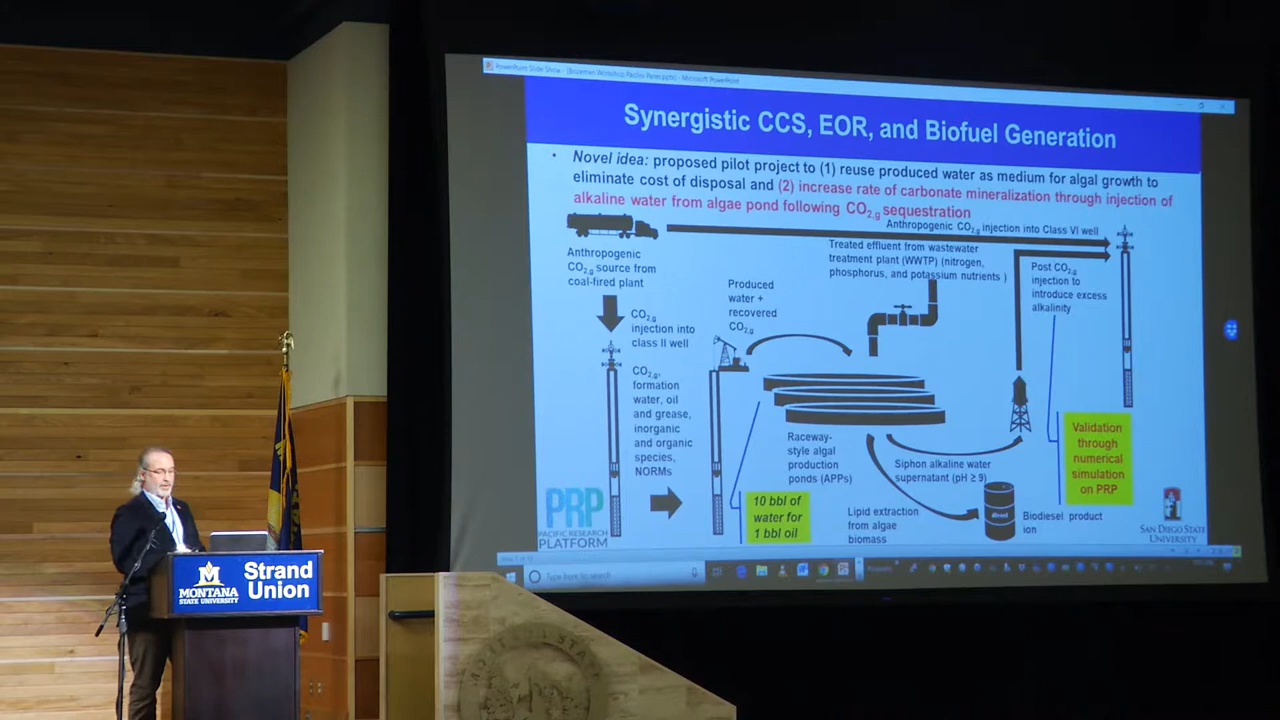 PowerPoint Slide Show - [Bozeman Workshop Pacific Panel.pptx] - Microsoft PowerPoint
Synergistic CCS, EOR, and Biofuel Generation
• Novel idea: proposed pilot project to (1) reuse produced water as medium for algal growth to
eliminate cost of disposal and (2) increase rate of carbonate mineralization through injection of
alkaline water from algae pond following CO2,g sequestration
Anthropogenic CO2,g injection into Class VI well
Anthropogenic
CO2,g source from
coal-fired plant
Treated effluent from wastewater
treatment plant (WWTP) (nitrogen,
phosphorus, and potassium nutrients )
Post CO2,g
injection to
introduce excess
alkalinity
Produced
water +
recovered
CO2,g
CO2,g
injection into
class II well
CO2,g,
formation
water, oil
and grease,
inorganic
and organic
species,
NORMs
Raceway-
style algal
production
ponds (APPs)
Siphon alkaline water
supernatant (pH ≥ 9)
Validation
through
numerical
simulation
on PRP
10 bbl of
water for
1 bbl oil
Lipid extraction
from algae
biomass
diesel
Biodiesel product
ion
PRP
PACIFIC RESEARCH
PLATFORM
SAN DIEGO STATE
UNIVERSITY
Type here to search
MONTANA
STATE UNIVERSITY
Strand
Union